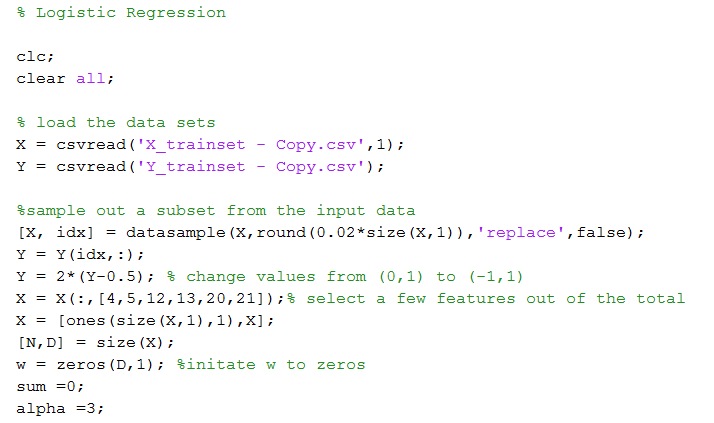 % Logistic Regression
clc;
clear all;
% load the data sets
X = csvread('X_trainset - Copy.csv',1);
Y = csvread('Y_trainset - Copy.csv');
%sample out a subset from the input data
[X, idx] = datasample(X,round(0.02*size(X,1)),'replace',false);
Y = Y(idx,:);
Y = 2*(Y-0.5); % change values from (0,1) to (-1,1)
X = X(:,[4,5,12,13,20,21]);% select a few features out of the total
X = [ones(size(X,1),1),X];
[N,D] = size(X);
w = zeros(D,1); %initate w to zeros
sum =0;
alpha =3;